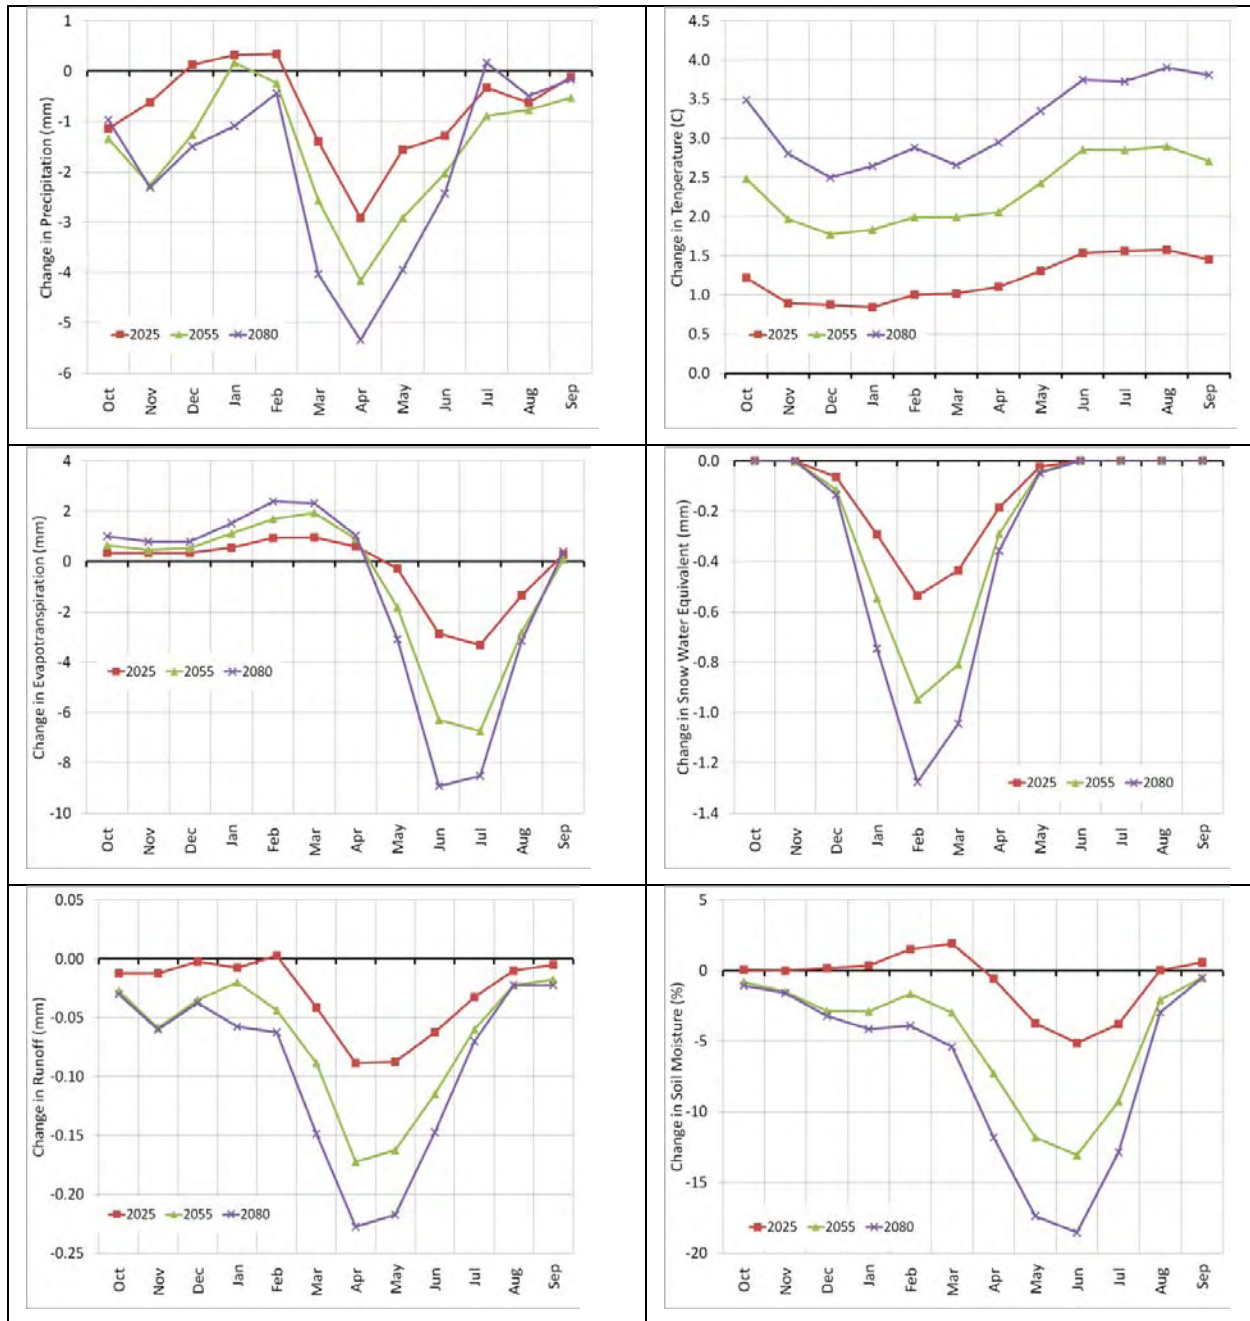 Change in Precipitation (mm)
1
0
-1
-2
-3
-4
-5
-6
2025 2055 2080
Oct Nov Dec Jan Feb Mar Apr May Jun Jul Aug Sep
Change in Tenperature (C)
4.5
4.0
3.5
3.0
2.5
2.0
1.5
1.0
0.5
0.0
2025 2055 2080
Oct Nov Dec Jan Feb Mar Apr May Jun Jul Aug Sep
Change in Evapotranspiration (mm)
4
2
0
-2
-4
-6
-8
-10
2025 2055 2080
Oct Nov Dec Jan Feb Mar Apr May Jun Jul Aug Sep
Change in Snow Water Equivalent (mm)
0.0
-0.2
-0.4
-0.6
-0.8
-1.0
-1.2
-1.4
2025 2055 2080
Oct Nov Dec Jan Feb Mar Apr May Jun Jul Aug Sep
Change in Runoff (mm)
0.05
0.00
-0.05
-0.10
-0.15
-0.20
-0.25
2025 2055 2080
Oct Nov Dec Jan Feb Mar Apr May Jun Jul Aug Sep
Change in Soil Moisture (%)
5
0
-5
-10
-15
-20
2025 2055 2080
Oct Nov Dec Jan Feb Mar Apr May Jun Jul Aug Sep